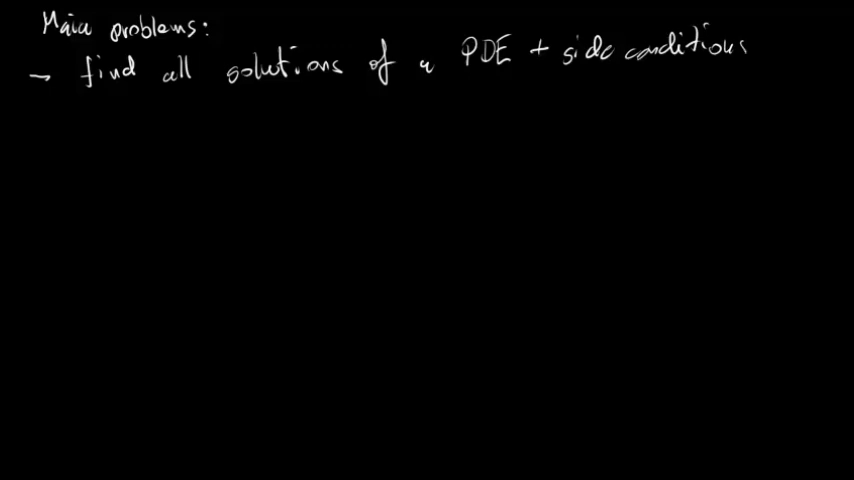 Main problems:
→ find all solutions of a PDE + side conditions